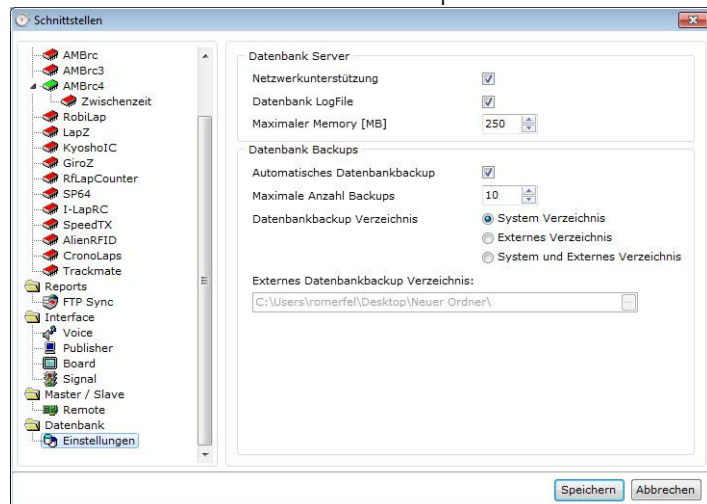 Schnittstellen
AMBrc
AMBrc3
AMBrc4
Zwischenzeit
RobiLap
LapZ
KyoshoIC
GiroZ
RfLapCounter
SP64
I-LapRC
SpeedTX
AlienRFID
CronoLaps
Trackmate
Reports
FTP Sync
Interface
Voice
Publisher
Board
Signal
Master / Slave
Remote
Datenbank
Einstellungen
Datenbank Server
Netzwerkunterstützung
Datenbank LogFile
Maximaler Memory [MB] 250
Datenbank Backups
Automatisches Datenbankbackup
Maximale Anzahl Backups 10
Datenbankbackup Verzeichnis System Verzeichnis
Externes Verzeichnis
System und Externes Verzeichnis
Externes Datenbankbackup Verzeichnis:
C:\Users\romerfel\Desktop\Neuer Ordner\ ...
Speichern Abbrechen